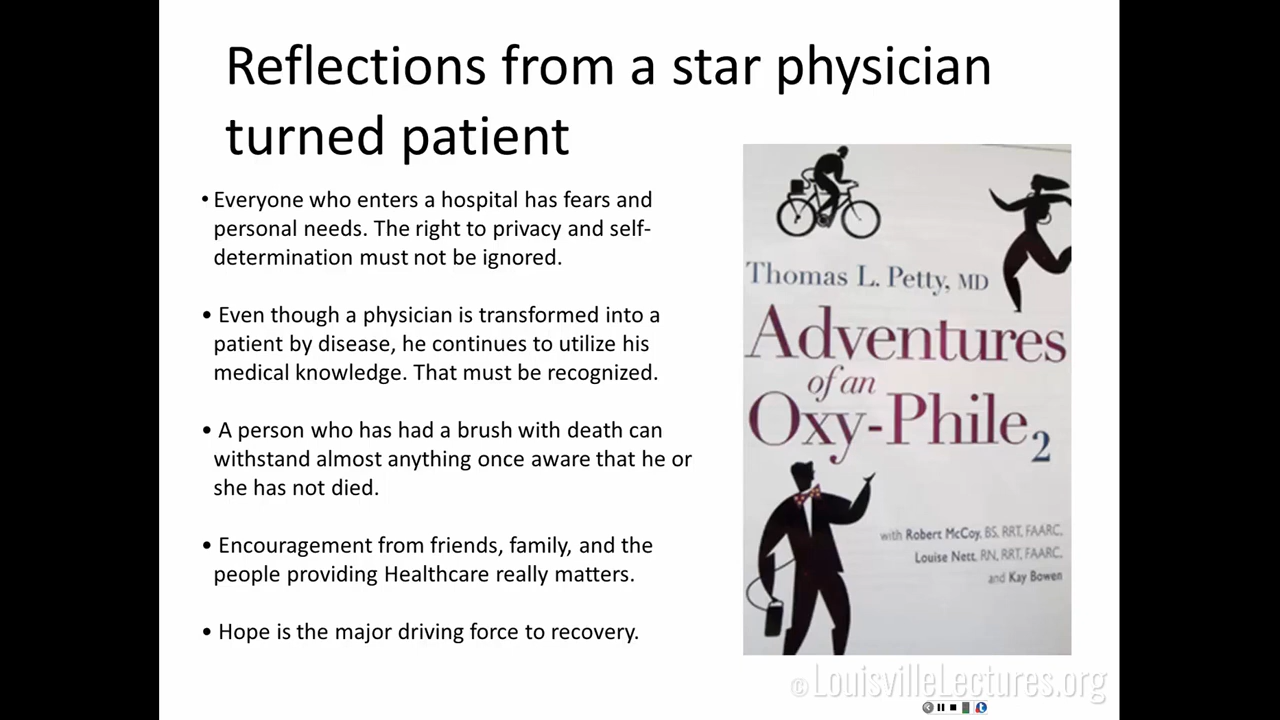 Reflections from a star physician
turned patient
• Everyone who enters a hospital has fears and
personal needs. The right to privacy and self-
determination must not be ignored.
• Even though a physician is transformed into a
patient by disease, he continues to utilize his
medical knowledge. That must be recognized.
• A person who has had a brush with death can
withstand almost anything once aware that he or
she has not died.
• Encouragement from friends, family, and the
people providing Healthcare really matters.
• Hope is the major driving force to recovery.
Thomas L. Petty, MD
Adventures
of an
Oxy-Phile2
with Robert McCoy, BS, RRT, FAARC,
Louise Nett, RN, RRT, FAARC,
and Kay Bowen
©LouisvilleLectures.org